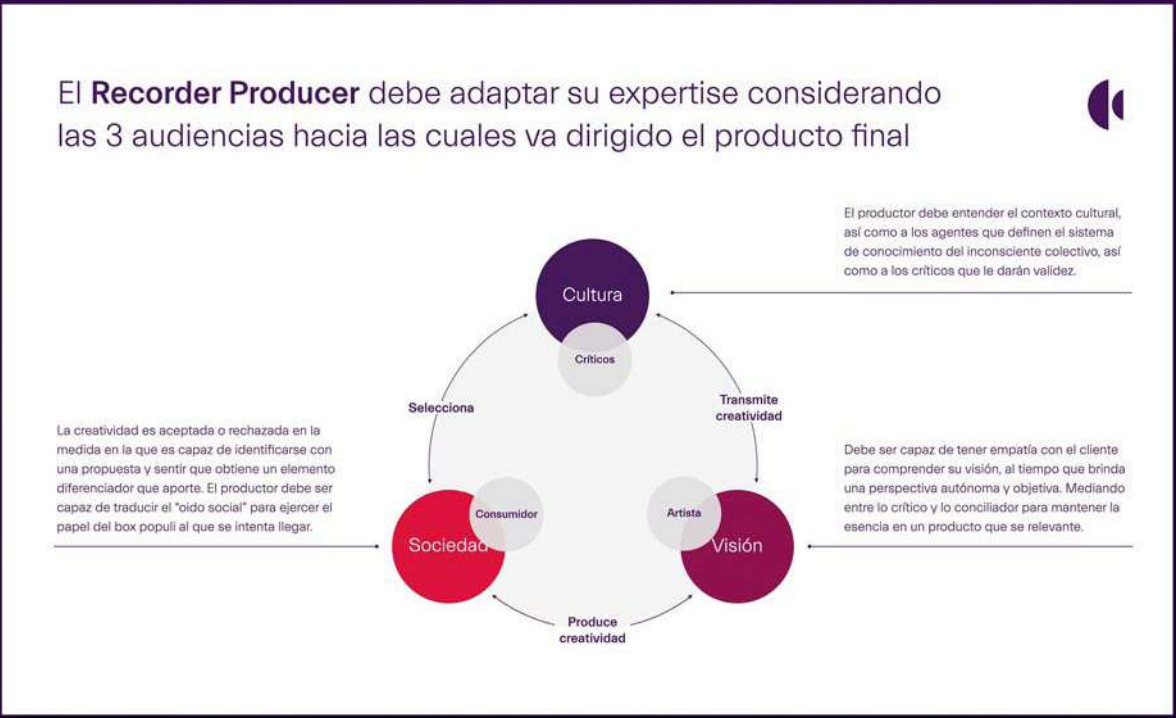 El Recorder Producer debe adaptar su expertise considerando
las 3 audiencias hacia las cuales va dirigido el producto final
El productor debe entender el contexto cultural,
así como a los agentes que definen el sistema
de conocimiento del inconsciente colectivo, así
como a los críticos que le darán validez.
Cultura
Críticos
Selecciona
Transmite
creatividad
La creatividad es aceptada o rechazada en la
medida en la que es capaz de identificarse con
una propuesta y sentir que obtiene un elemento
diferenciador que aporte. El productor debe ser
capaz de traducir el "oido social" para ejercer el
papel del box populi al que se intenta llegar.
Debe ser capaz de tener empatía con el cliente
para comprender su visión, al tiempo que brinda
una perspectiva autónoma y objetiva. Mediando
entre lo crítico y lo conciliador para mantener la
esencia en un producto que se relevante.
Consumidor
Sociedad
Artista
Visión
Produce
creatividad